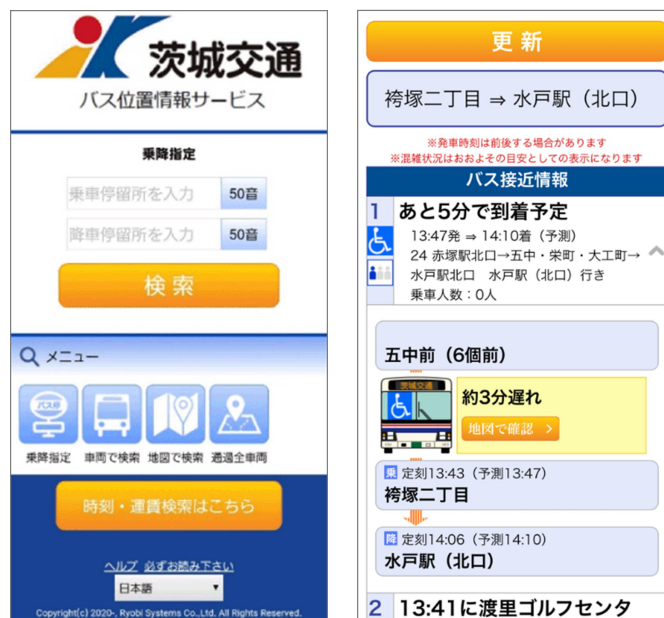 茨城交通
バス位置情報サービス
乗降指定
乗車停留所を入力 50音
降車停留所を入力 50音
検索
メニュー
バス停
乗降指定 車両で検索 地図で検索 通過全車両
時刻・運賃検索はこちら
ヘルプ 必ずお読み下さい
日本語
Copyright(c) 2020-, Ryobi Systems Co.,Ltd. All Rights Reserved.
更新
袴塚二丁目 ⇒ 水戸駅（北口）
※発車時刻は前後する場合があります
※混雑状況はおおよその目安としての表示になります
バス接近情報
1 あと5分で到着予定
13:47発 ⇒ 14:10着（予測）
24 赤塚駅北口→五中・栄町・大工町→
水戸駅北口 水戸駅（北口）行き
乗車人数：0人
五中前（6個前）
茨城交通
約3分遅れ
地図で確認 >
乗 定刻13:43（予測13:47）
袴塚二丁目
降 定刻14:06（予測14:10）
水戸駅（北口）
2 13:41に渡里ゴルフセンタ